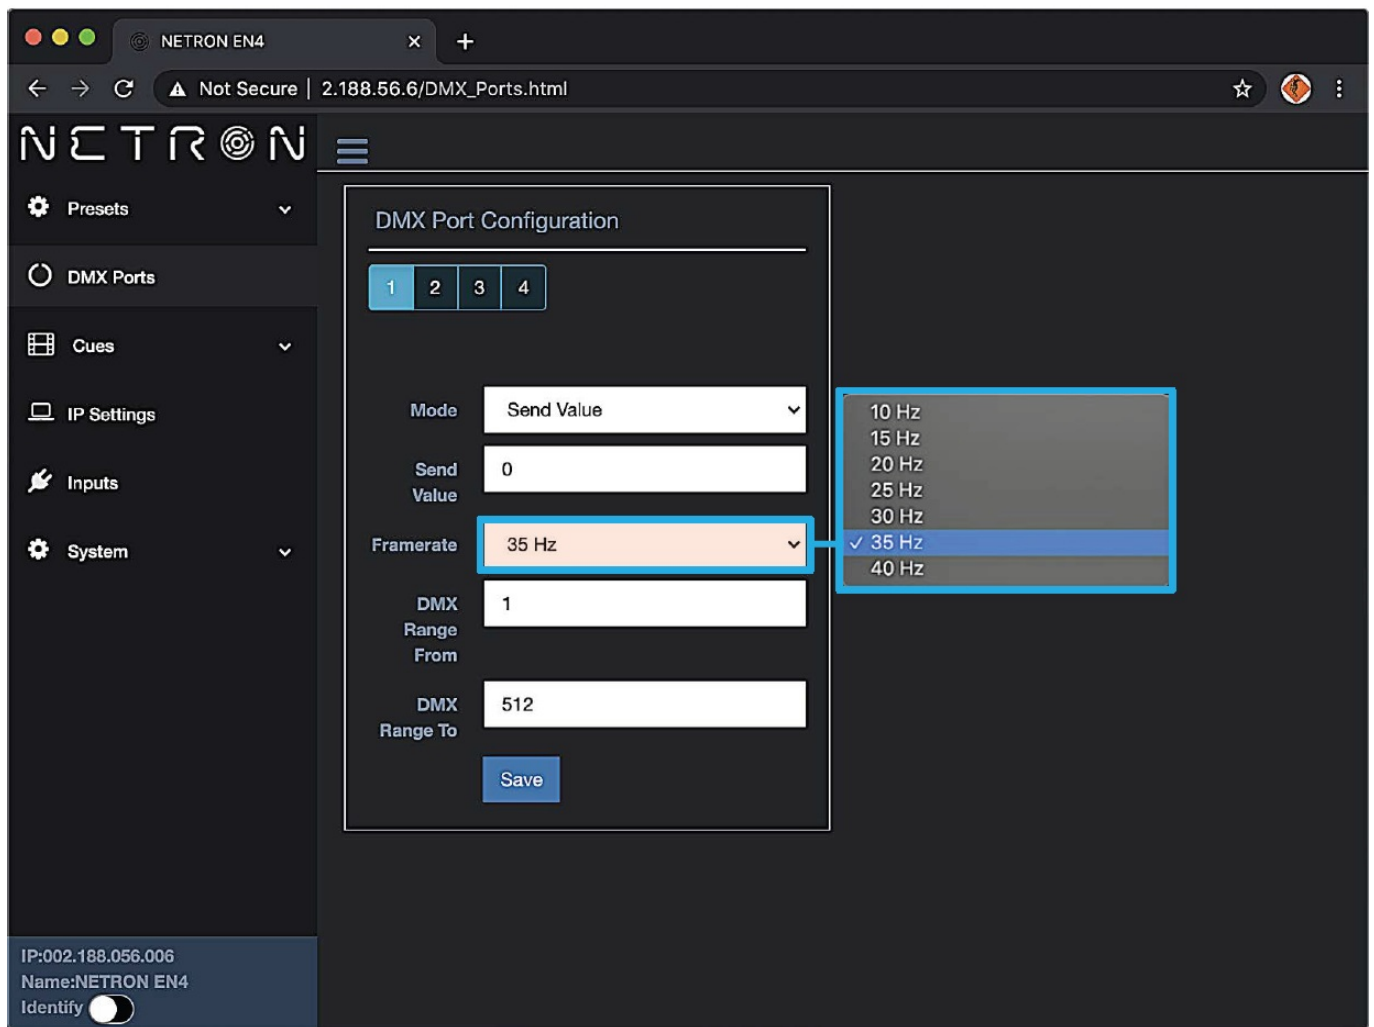 NETRON EN4
Not Secure | 2.188.56.6/DMX_Ports.html
NETRON
Presets
DMX Ports
Cues
IP Settings
Inputs
System
DMX Port Configuration
1 2 3 4
Mode Send Value
Send Value 0
Framerate 35 Hz
DMX Range From 1
DMX Range To 512
Save
10 Hz
15 Hz
20 Hz
25 Hz
30 Hz
✓ 35 Hz
40 Hz
IP:002.188.056.006
Name:NETRON EN4
Identify